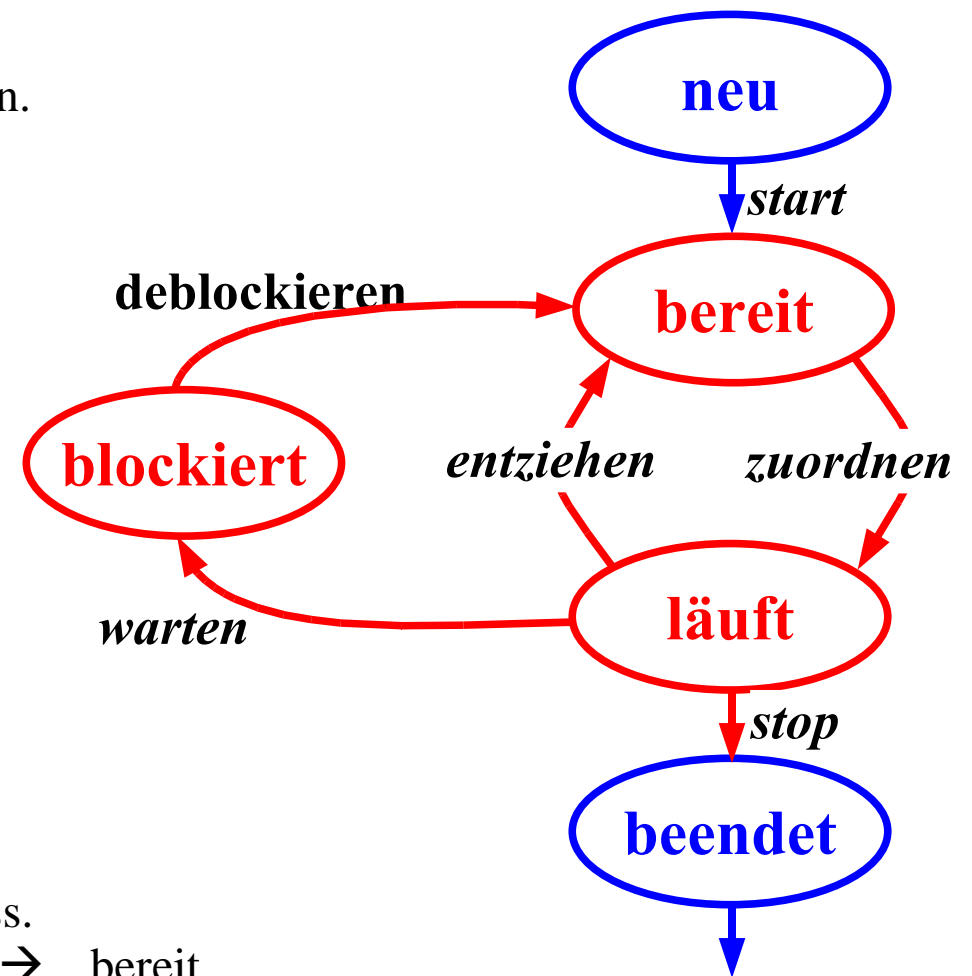 neu
n.
start
deblockieren
bereit
blockiert
entziehen
zuordnen
läuft
warten
stop
beendet
s.
→ bereit